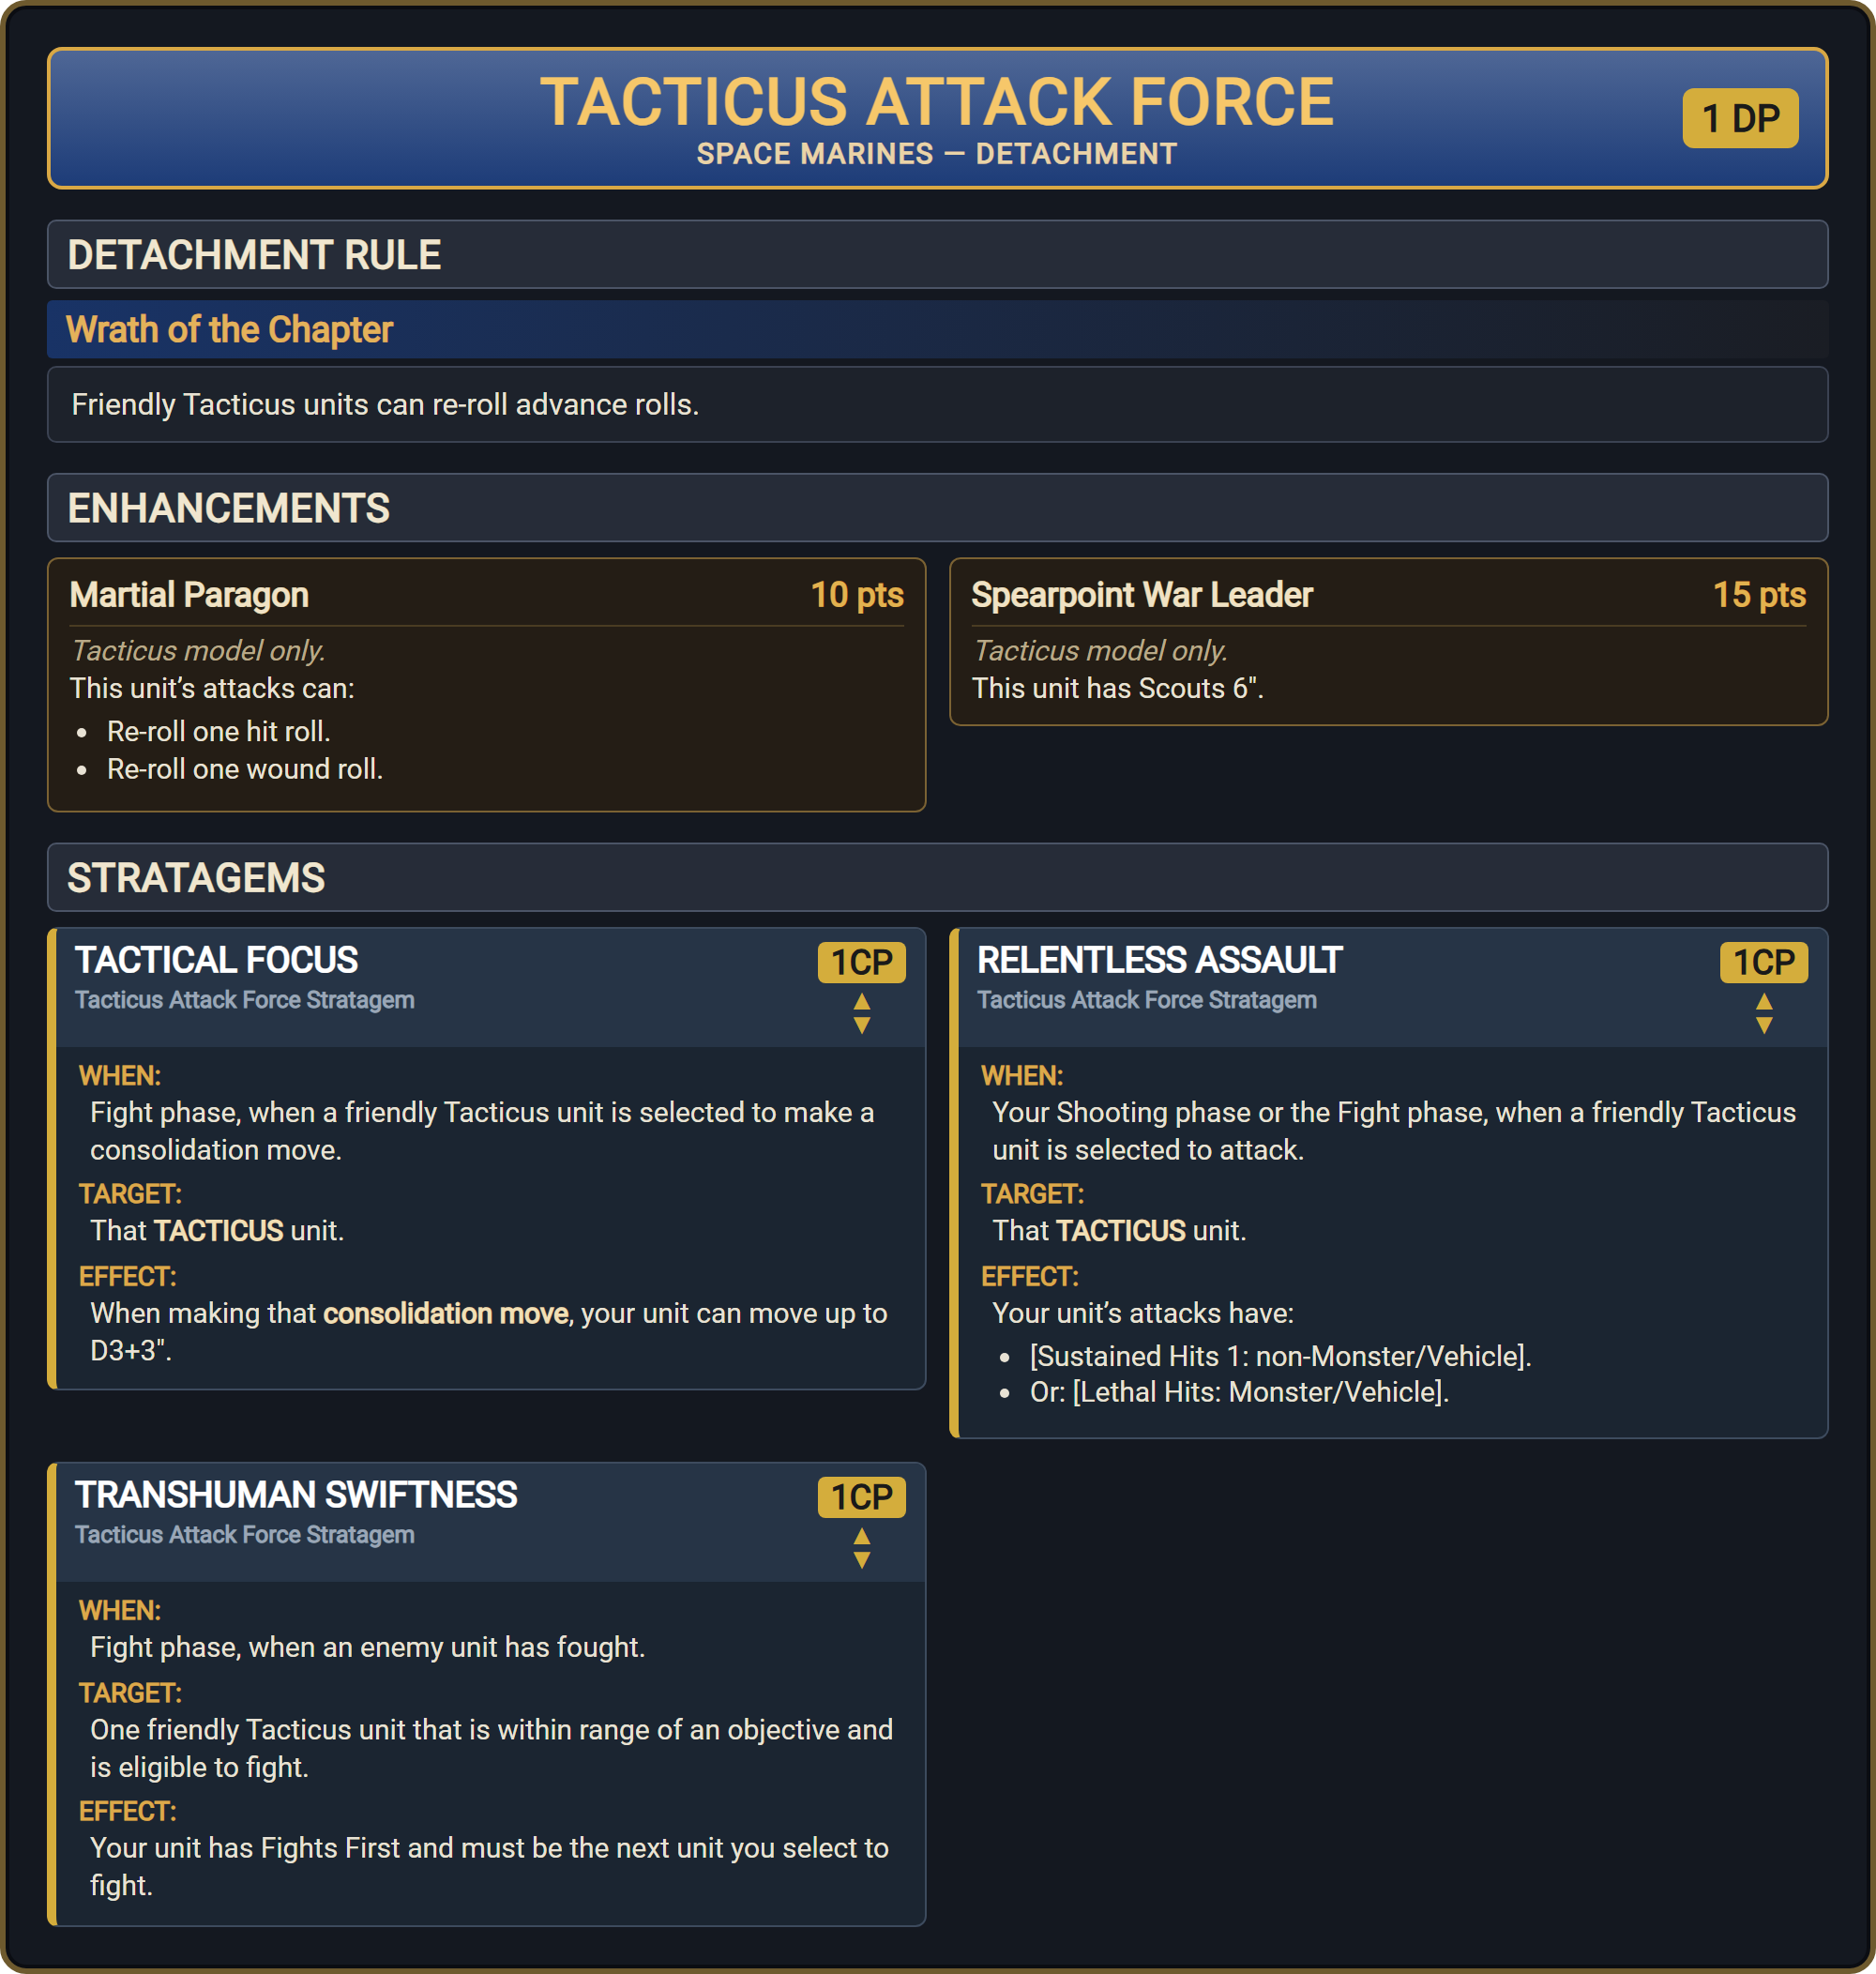 TACTICUS ATTACK FORCE
SPACE MARINES — DETACHMENT
1 DP
DETACHMENT RULE
Wrath of the Chapter
Friendly Tacticus units can re-roll advance rolls.
ENHANCEMENTS
Martial Paragon
10 pts
Tacticus model only.
This unit’s attacks can:
• Re-roll one hit roll.
• Re-roll one wound roll.
Spearpoint War Leader
15 pts
Tacticus model only.
This unit has Scouts 6".
STRATAGEMS
TACTICAL FOCUS
1CP
Tacticus Attack Force Stratagem
▲
▼
WHEN:
Fight phase, when a friendly Tacticus unit is selected to make a
consolidation move.
TARGET:
That TACTICUS unit.
EFFECT:
When making that consolidation move, your unit can move up to
D3+3".
RELENTLESS ASSAULT
1CP
Tacticus Attack Force Stratagem
▲
▼
WHEN:
Your Shooting phase or the Fight phase, when a friendly Tacticus
unit is selected to attack.
TARGET:
That TACTICUS unit.
EFFECT:
Your unit’s attacks have:
• [Sustained Hits 1: non-Monster/Vehicle].
• Or: [Lethal Hits: Monster/Vehicle].
TRANSHUMAN SWIFTNESS
1CP
Tacticus Attack Force Stratagem
▲
▼
WHEN:
Fight phase, when an enemy unit has fought.
TARGET:
One friendly Tacticus unit that is within range of an objective and
is eligible to fight.
EFFECT:
Your unit has Fights First and must be the next unit you select to
fight.